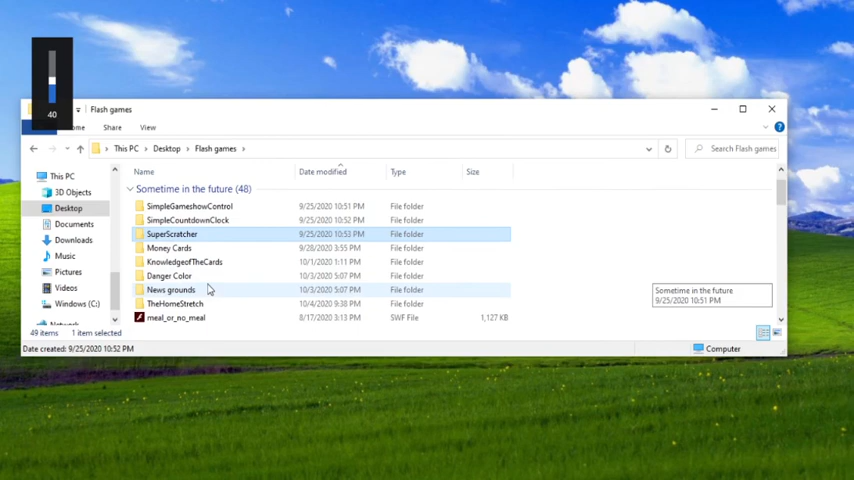 40
Flash games
ome Share View
This PC Desktop Flash games
Search Flash games
This PC
3D Objects
Desktop
Documents
Downloads
Music
Pictures
Videos
Windows (C:)
Name Date modified Type Size
Sometime in the future (48)
SimpleGameshowControl 9/25/2020 10:51 PM File folder
SimpleCountdownClock 9/25/2020 10:52 PM File folder
SuperScratcher 9/25/2020 10:53 PM File folder
Money Cards 9/28/2020 3:55 PM File folder
KnowledgeofTheCards 10/1/2020 1:11 PM File folder
Danger Color 10/3/2020 5:07 PM File folder
News grounds 10/3/2020 5:07 PM File folder
TheHomeStretch 10/4/2020 9:38 PM File folder
meal_or_no_meal 8/17/2020 3:13 PM SWF File 1,127 KB
Sometime in the future
9/25/2020 10:51 PM
49 items 1 item selected
Date created: 9/25/2020 10:52 PM
Computer